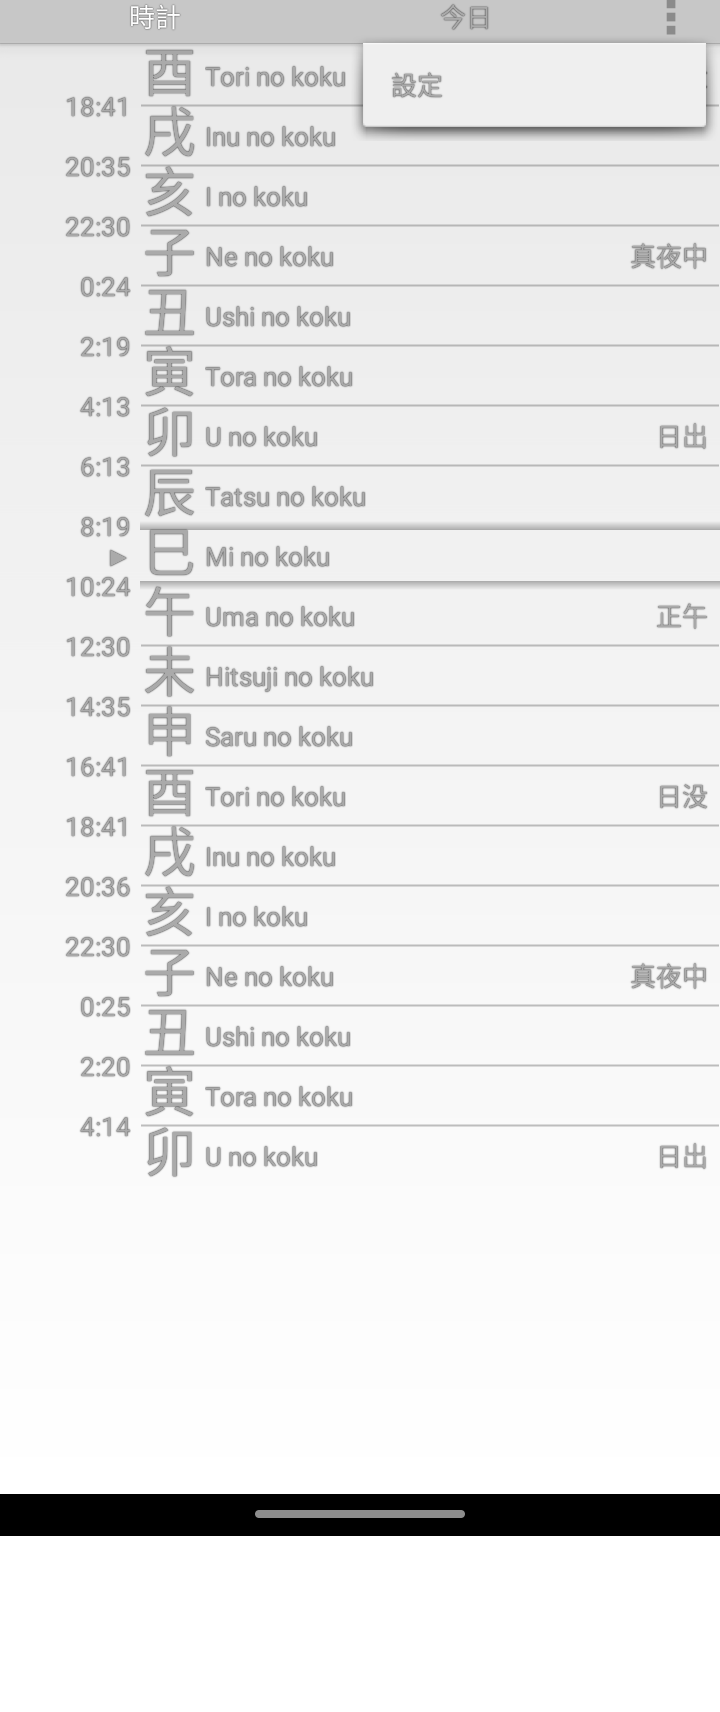 時計 今日
酉 Tori no koku
設定
18:41
戌 Inu no koku
20:35
亥 I no koku
22:30
子 Ne no koku 真夜中
0:24
丑 Ushi no koku
2:19
寅 Tora no koku
4:13
卯 U no koku 日出
6:13
辰 Tatsu no koku
8:19
巳 Mi no koku
10:24
午 Uma no koku 正午
12:30
未 Hitsuji no koku
14:35
申 Saru no koku
16:41
酉 Tori no koku 日没
18:41
戌 Inu no koku
20:36
亥 I no koku
22:30
子 Ne no koku 真夜中
0:25
丑 Ushi no koku
2:20
寅 Tora no koku
4:14
卯 U no koku 日出